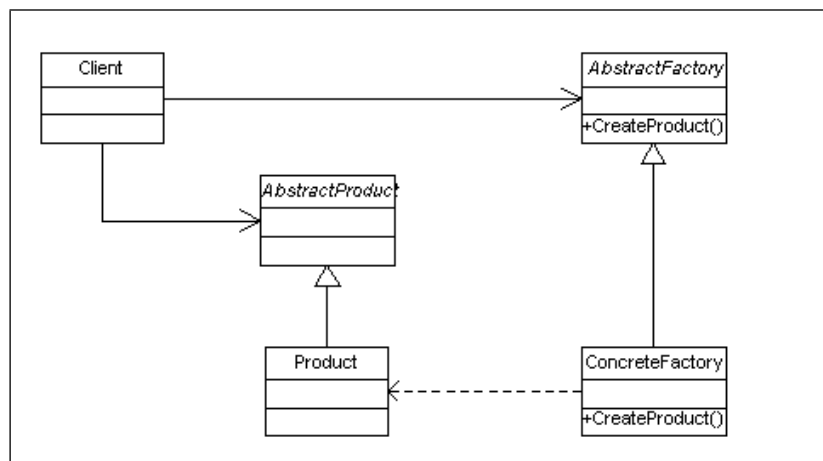 Client
AbstractFactory
+CreateProduct()
AbstractProduct
Product
ConcreteFactory
+CreateProduct()